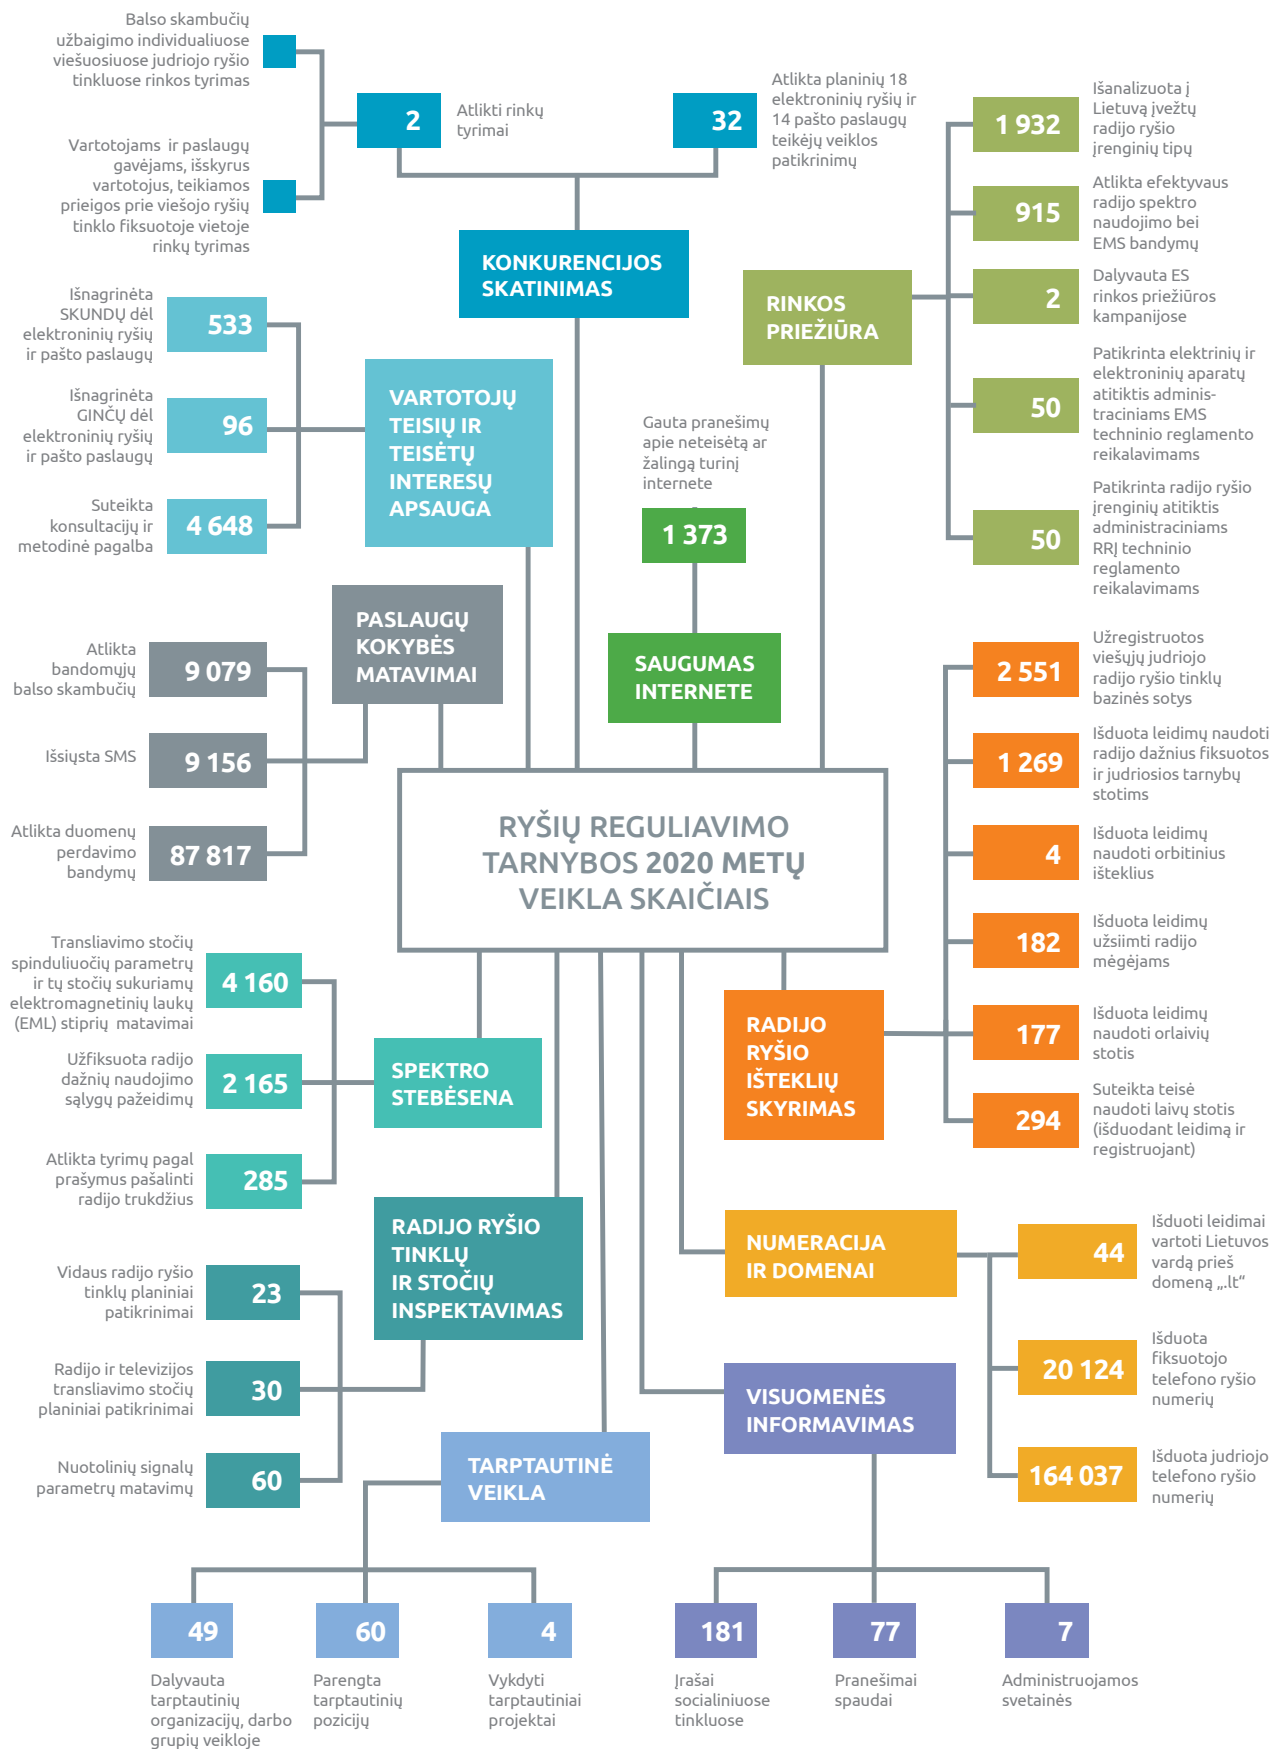 Balso skambučių
užbaigimo individualiuose
viešuosiuose judriojo ryšio
tinkluose rinkos tyrimas
Vartotojams ir paslaugų
gavėjams, išskyrus
vartotojus, teikiamos
prieigos prie viešojo ryšių
tinklo fiksuotoje vietoje
rinkų tyrimas
2
Atlikti rinkų
tyrimai
32
Atlikta planinių 18
elektroninių ryšių ir
14 pašto paslaugų
teikėjų veiklos
patikrinimų
KONKURENCIJOS
SKATINIMAS
1 932
Išanalizuota į
Lietuvą įvežtų
radijo ryšio
įrenginių tipų
915
Atlikta efektyvaus
radijo spektro
naudojimo bei
EMS bandymų
2
Dalyvauta ES
rinkos priežiūros
kampanijose
50
Patikrinta elektrinių ir
elektroninių aparatų
atitiktis adminis-
traciniams EMS
techninio reglamento
reikalavimams
50
Patikrinta radijo ryšio
įrenginių atitiktis
administraciniams
RRĮ techninio
reglamento
reikalavimams
RINKOS
PRIEŽIŪRA
Išnagrinėta
SKUNDŲ dėl
elektroninių ryšių
ir pašto paslaugų
533
Išnagrinėta
GINČŲ dėl
elektroninių ryšių
ir pašto paslaugų
96
Suteikta
konsultacijų ir
metodinė pagalba
4 648
VARTOTOJŲ
TEISIŲ IR
TEISĖTŲ
INTERESŲ
APSAUGA
Gauta pranešimų
apie neteisėtą ar
žalingą turinį
internete
1 373
SAUGUMAS
INTERNETE
PASLAUGŲ
KOKYBĖS
MATAVIMAI
Atlikta
bandomųjų
balso skambučių
9 079
Išsiųsta SMS
9 156
Atlikta duomenų
perdavimo
bandymų
87 817
RYŠIŲ REGULIAVIMO
TARNYBOS 2020 METŲ
VEIKLA SKAIČIAIS
2 551
Užregistruotos
viešųjų judriojo
radijo ryšio tinklų
bazinės sotys
1 269
Išduota leidimų naudoti
radijo dažnius fiksuotos
ir judriosios tarnybų
stotims
4
Išduota leidimų
naudoti orbitinius
išteklius
182
Išduota leidimų
užsiimti radijo
mėgėjams
177
Išduota leidimų
naudoti orlaivių
stotis
294
Suteikta teisė
naudoti laivų stotis
(išduodant leidimą ir
registruojant)
RADIJO
RYŠIO
IŠTEKLIŲ
SKYRIMAS
Transliavimo stočių
spinduliuočių parametrų
ir tų stočių sukuriamų
elektromagnetinių laukų
(EML) stiprių matavimai
4 160
Užfiksuota radijo
dažnių naudojimo
sąlygų pažeidimų
2 165
Atlikta tyrimų pagal
prašymus pašalinti
radijo trukdžius
285
SPEKTRO
STEBĖSENA
RADIJO RYŠIO
TINKLŲ
IR STOČIŲ
INSPEKTAVIMAS
Vidaus radijo ryšio
tinklų planiniai
patikrinimai
23
Radijo ir televizijos
transliavimo stočių
planiniai patikrinimai
30
Nuotolinių signalų
parametrų matavimų
60
NUMERACIJA
IR DOMENAI
44
Išduoti leidimai
vartoti Lietuvos
vardą prieš
domeną „.lt“
20 124
Išduota
fiksuotojo
telefono ryšio
numerių
164 037
Išduota judriojo
telefono ryšio
numerių
VISUOMENĖS
INFORMAVIMAS
TARPTAUTINĖ
VEIKLA
49
Dalyvauta
tarptautinių
organizacijų, darbo
grupių veikloje
60
Parengta
tarptautinių
pozicijų
4
Vykdyti
tarptautiniai
projektai
181
Įrašai
socialiniuose
tinkluose
77
Pranešimai
spaudai
7
Administruojamos
svetainės